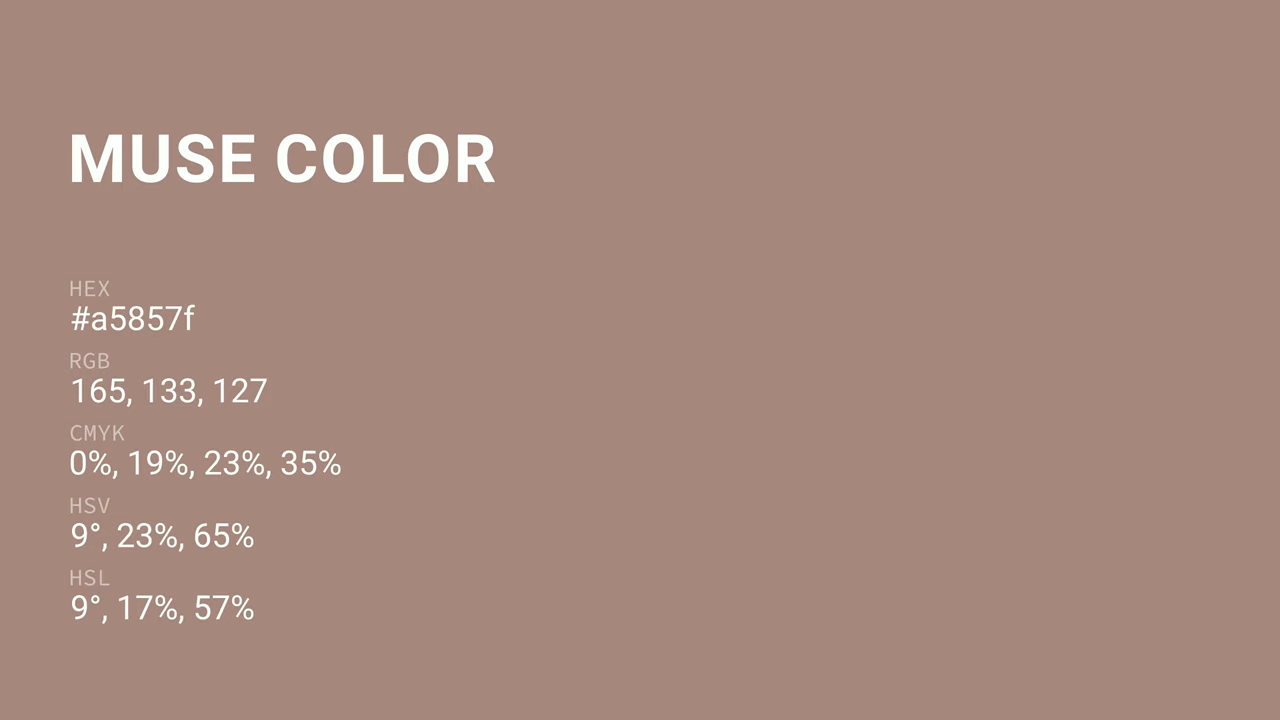 MUSE COLOR
HEX
#a5857f
RGB
165, 133, 127
CMYK
0%, 19%, 23%, 35%
HSV
9°, 23%, 65%
HSL
9°, 17%, 57%